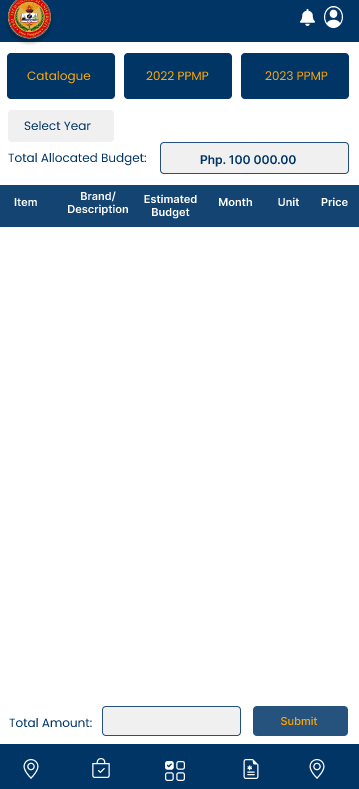 Catalogue
2022 PPMP
2023 PPMP
Select Year
Total Allocated Budget:
Php. 100 000.00
Item
Brand/
Description
Estimated
Budget
Month
Unit
Price
Total Amount:
Submit